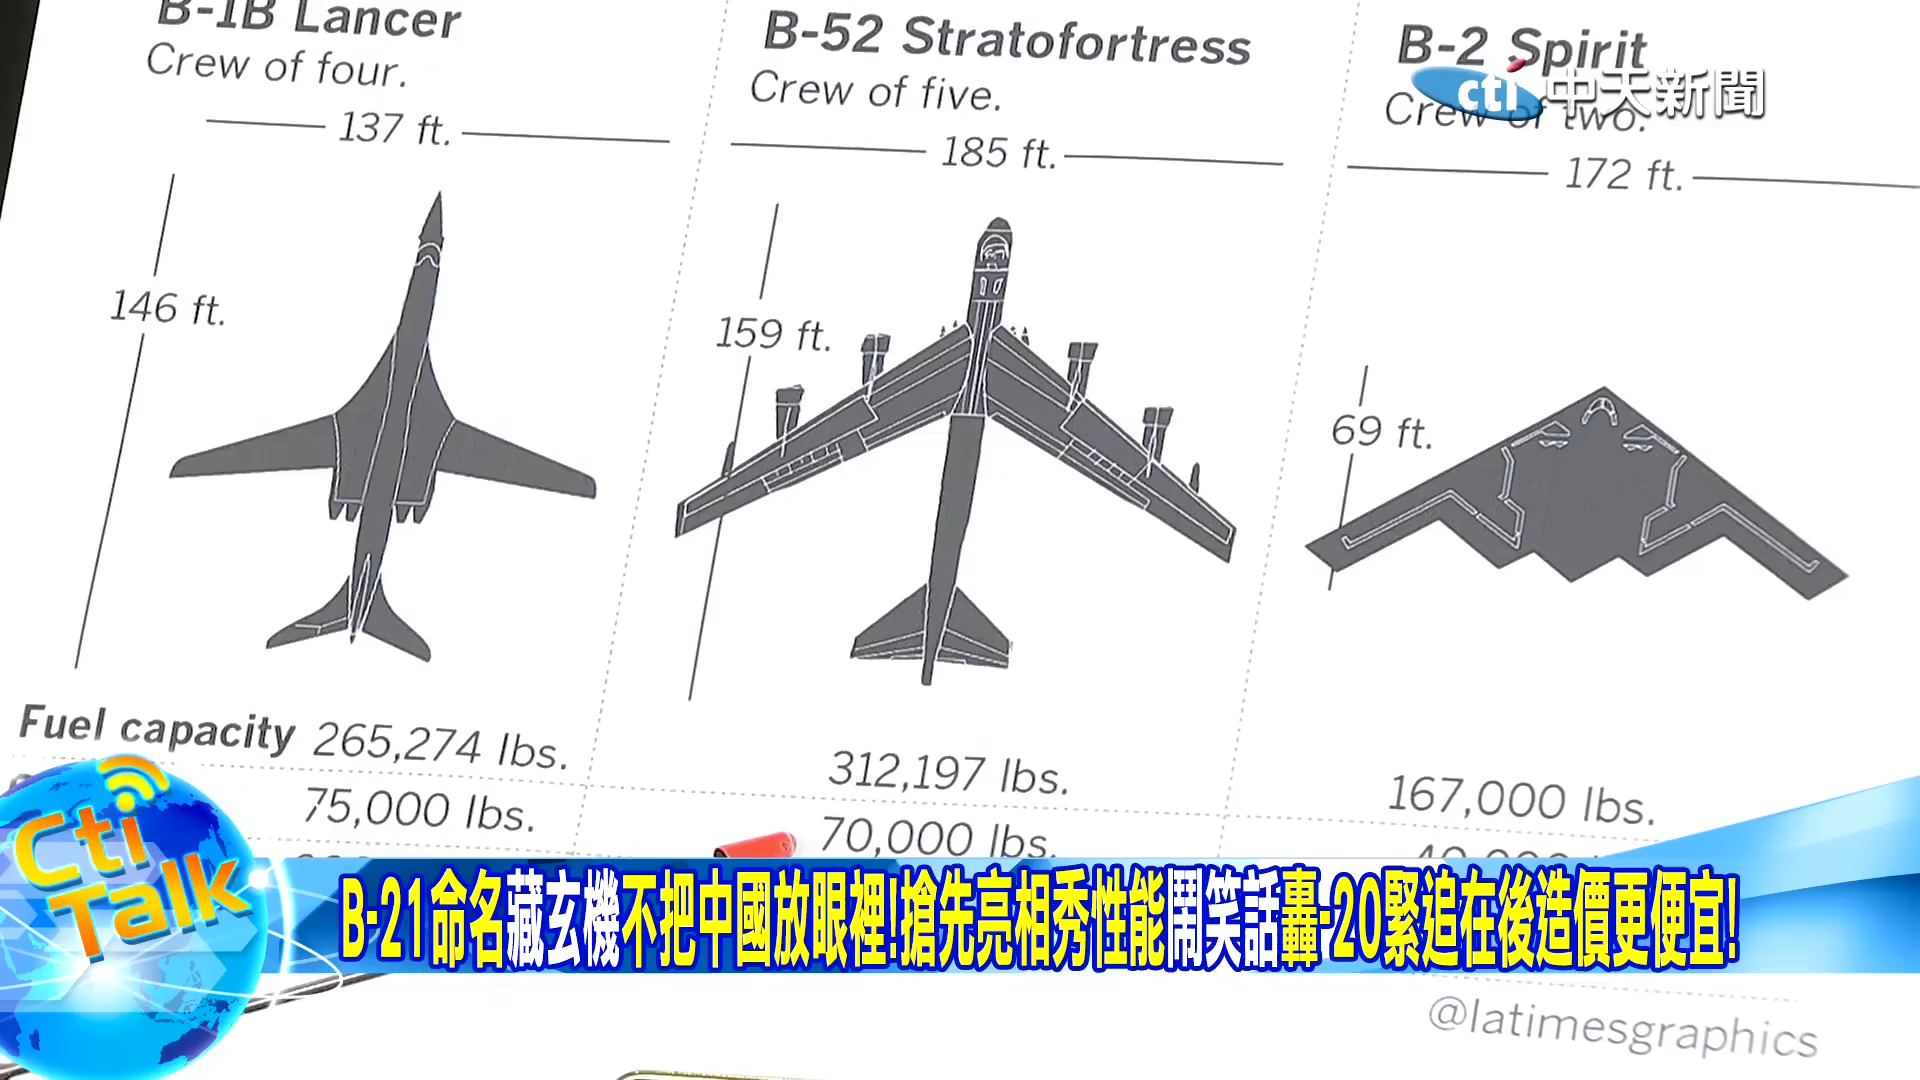 B-1B Lancer
Crew of four.
137 ft.
146 ft.
B-52 Stratofortress
Crew of five.
185 ft.
159 ft.
B-2 Spirit
Crew of two.
172 ft.
69 ft.
cti 中天新聞
Fuel capacity 265,274 lbs. 312,197 lbs. 167,000 lbs.
75,000 lbs. 70,000 lbs.
Cti
Talk
B-21命名藏玄機不把中國放眼裡!搶先亮相秀性能鬧笑話轟-20緊追在後造價更便宜!
@latimesgraphics